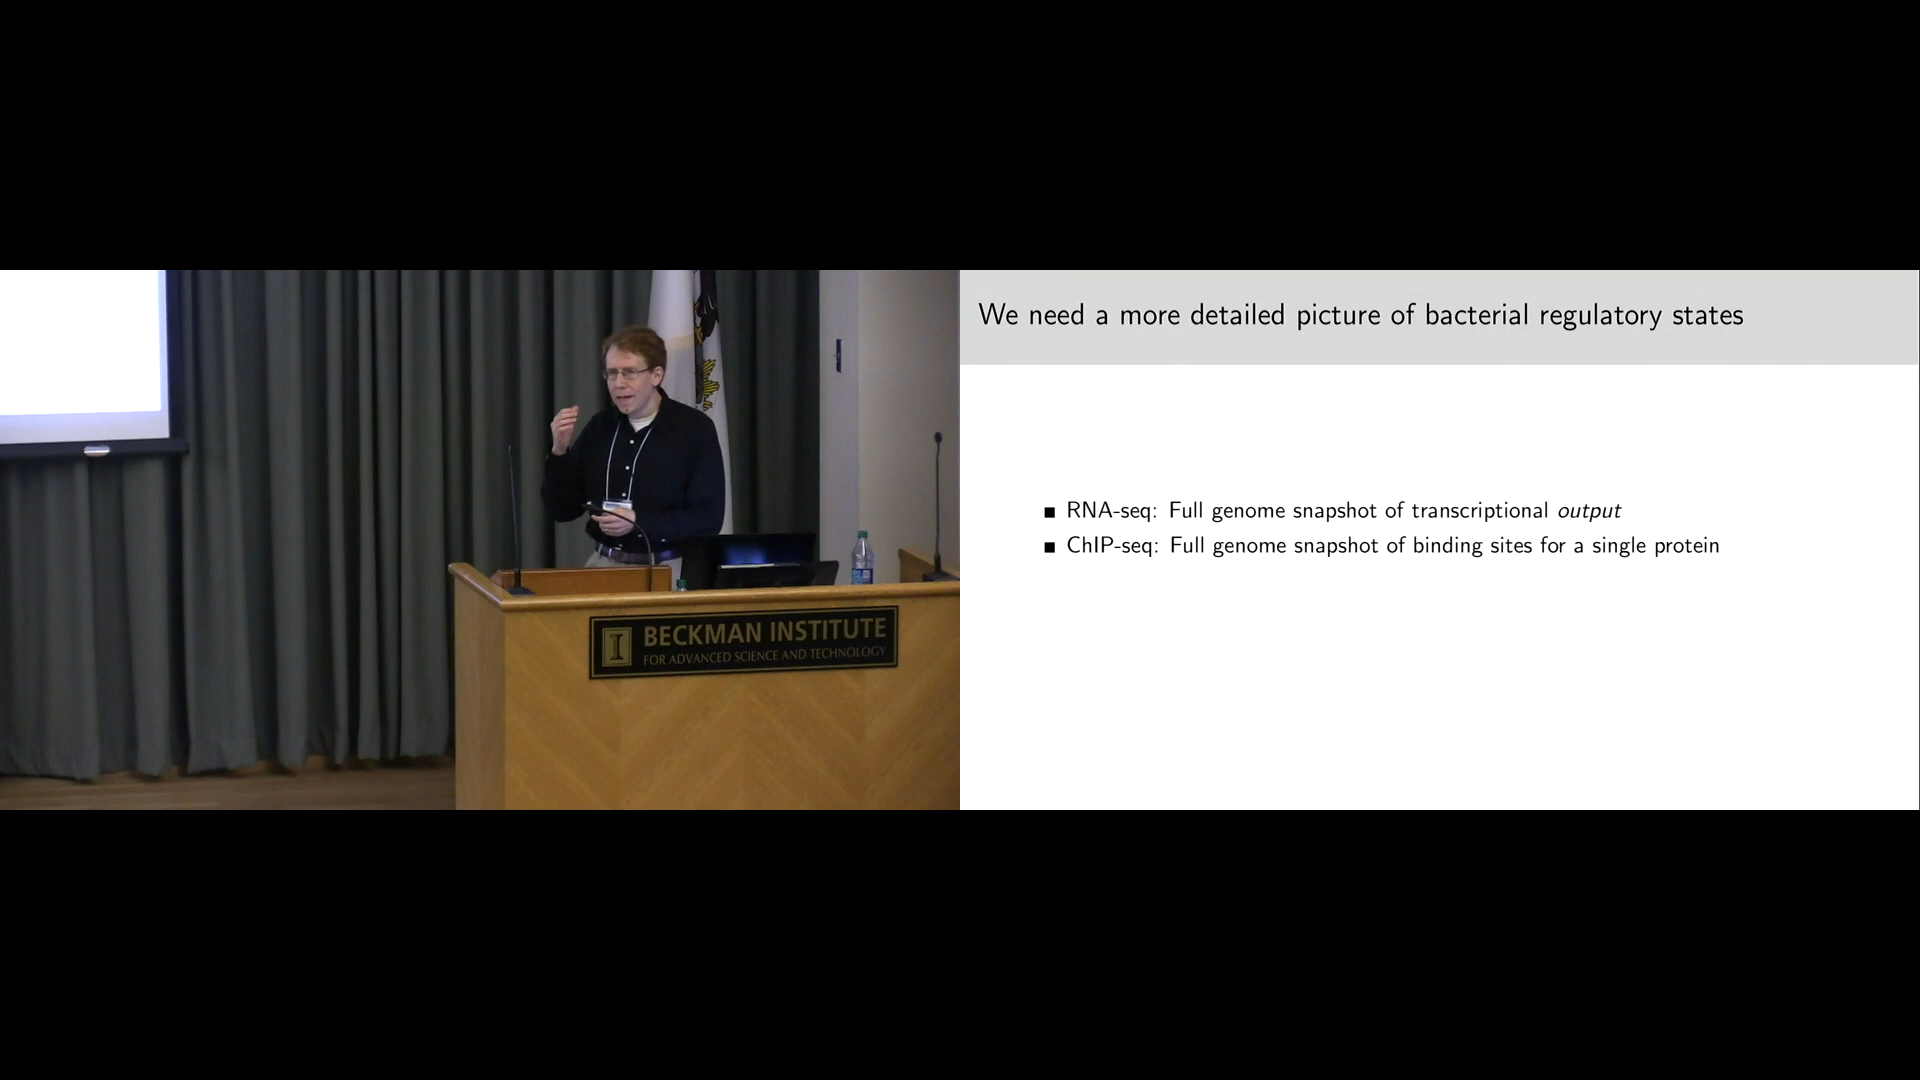 We need a more detailed picture of bacterial regulatory states
■ RNA-seq: Full genome snapshot of transcriptional output
■ ChIP-seq: Full genome snapshot of binding sites for a single protein
I
BECKMAN INSTITUTE
FOR ADVANCED SCIENCE AND TECHNOLOGY